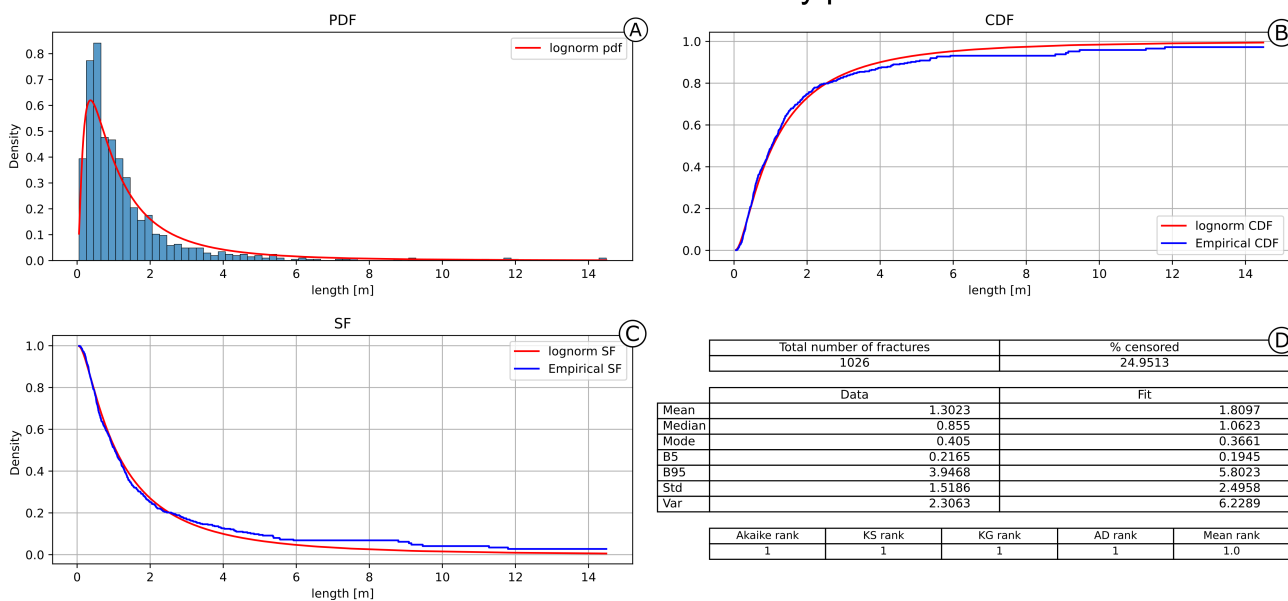 PDF
A
0.8
0.7
0.6
0.5
0.4
0.3
0.2
0.1
0.0
Density
lognorm pdf
0 2 4 6 8 10 12 14
length [m]
CDF
B
1.0
0.8
0.6
0.4
0.2
0.0
lognorm CDF
Empirical CDF
0 2 4 6 8 10 12 14
length [m]
SF
C
1.0
0.8
0.6
0.4
0.2
0.0
Density
lognorm SF
Empirical SF
0 2 4 6 8 10 12 14
length [m]
D
Total number of fractures % censored
1026 24.9513
Data Fit
Mean 1.3023 1.8097
Median 0.855 1.0623
Mode 0.405 0.3661
B5 0.2165 0.1945
B95 3.9468 5.8023
Std 1.5186 2.4958
Var 2.3063 6.2289
Akaike rank KS rank KG rank AD rank Mean rank
1 1 1 1 1.0